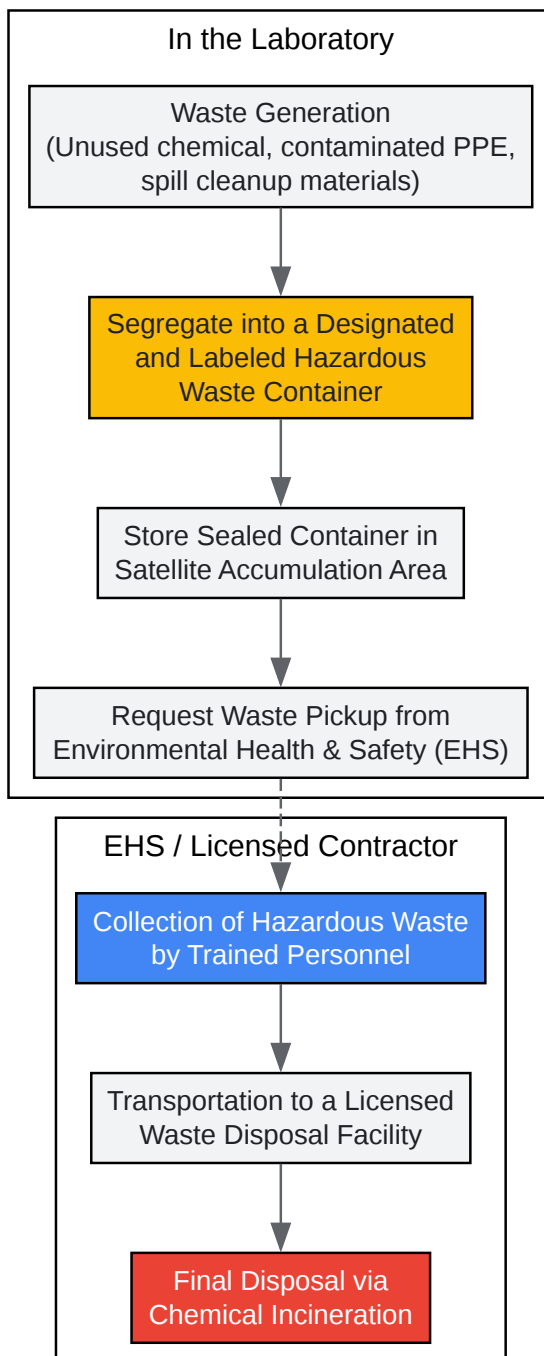 In the Laboratory
Waste Generation
(Unused chemical, contaminated PPE,
spill cleanup materials)
Segregate into a Designated
and Labeled Hazardous
Waste Container
Store Sealed Container in
Satellite Accumulation Area
Request Waste Pickup from
Environmental Health & Safety (EHS)
EHS / Licensed Contractor
Collection of Hazardous Waste
by Trained Personnel
Transportation to a Licensed
Waste Disposal Facility
Final Disposal via
Chemical Incineration